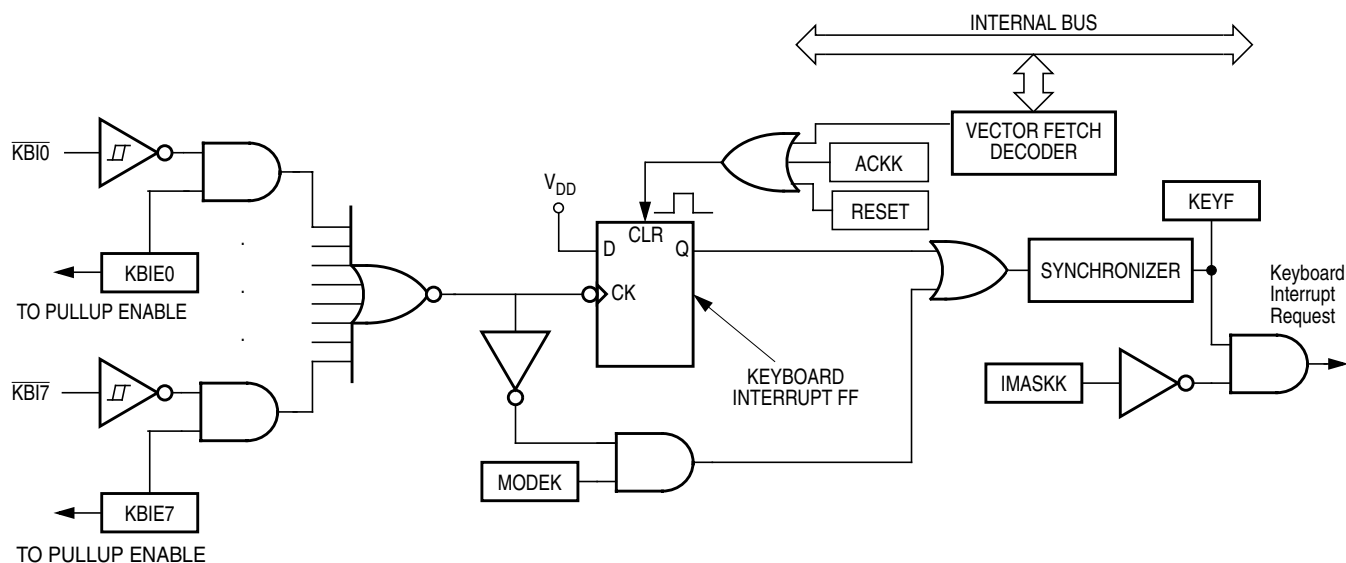 INTERNAL BUS
VECTOR FETCH
DECODER
KBI0
ACKK
RESET
VDD
KEYF
CLR
D
Q
CK
SYNCHRONIZER
KBIE0
TO PULLUP ENABLE
Keyboard
Interrupt
Request
KBI7
KEYBOARD
INTERRUPT FF
IMASKK
MODEK
KBIE7
TO PULLUP ENABLE